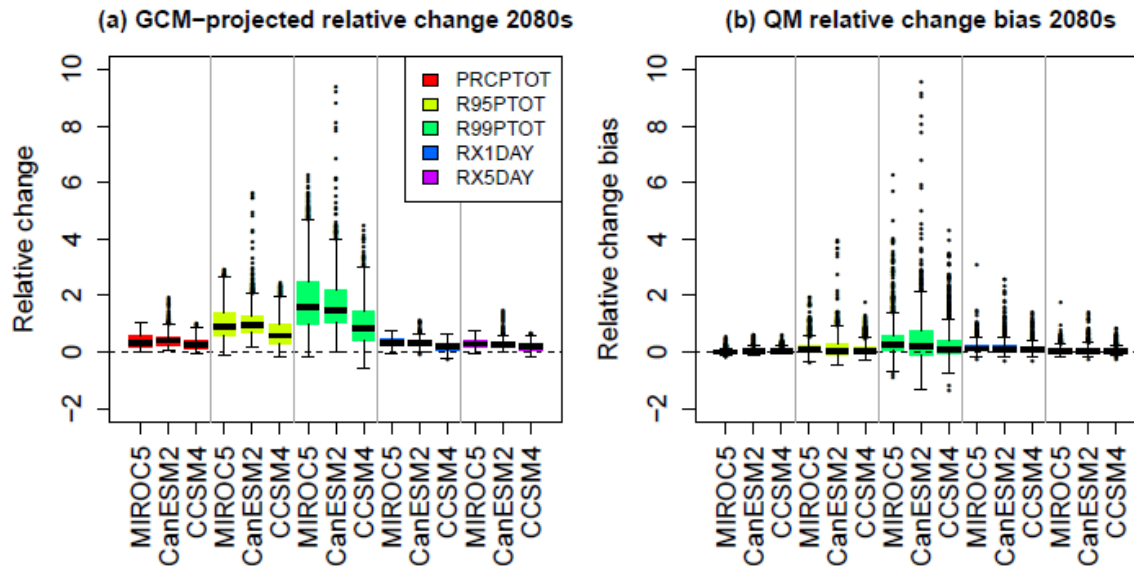 (a) GCM−projected relative change 2080s
Relative change
10
8
6
4
2
0
−2
PRCPTOT
R95PTOT
R99PTOT
RX1DAY
RX5DAY
MIROC5
CanESM2
CCSM4
MIROC5
CanESM2
CCSM4
MIROC5
CanESM2
CCSM4
MIROC5
CanESM2
CCSM4
MIROC5
CanESM2
CCSM4
(b) QM relative change bias 2080s
Relative change bias
10
8
6
4
2
0
−2
MIROC5
CanESM2
CCSM4
MIROC5
CanESM2
CCSM4
MIROC5
CanESM2
CCSM4
MIROC5
CanESM2
CCSM4
MIROC5
CanESM2
CCSM4